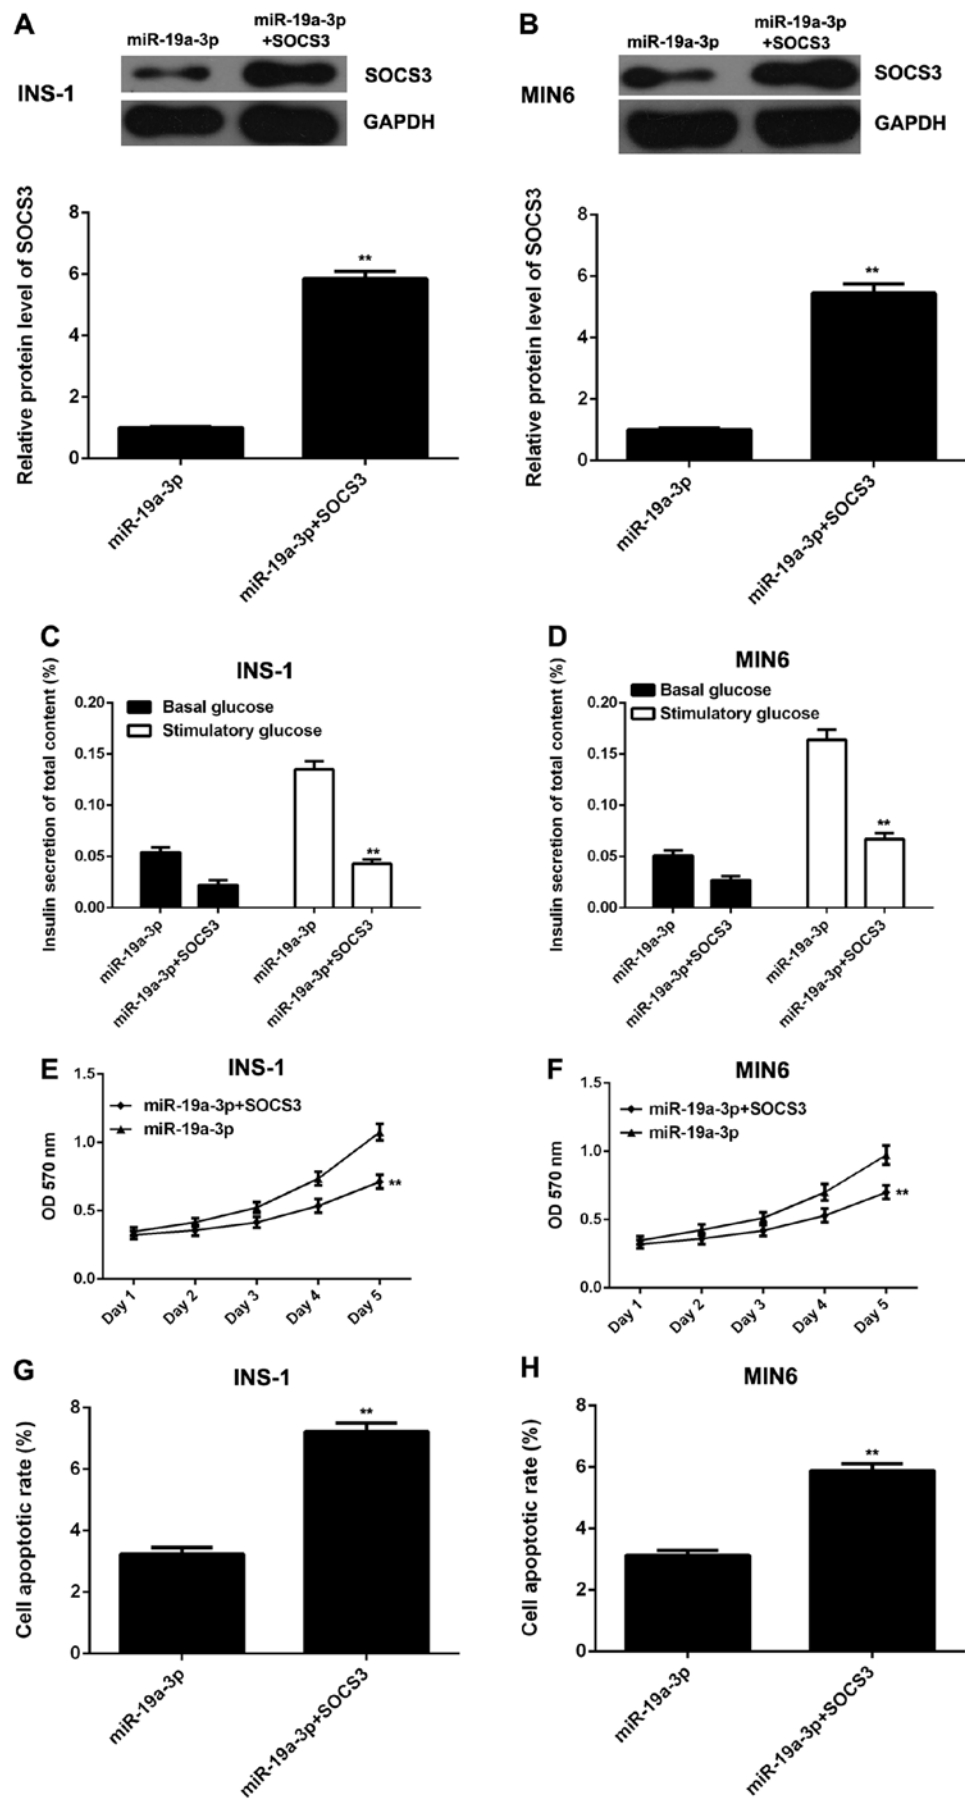 A
miR-19a-3p
miR-19a-3p
+SOCS3
INS-1
SOCS3
GAPDH
Relative protein level of SOCS3
8
6
4
2
0
**
miR-19a-3p
miR-19a-3p+SOCS3
B
miR-19a-3p
miR-19a-3p
+SOCS3
MIN6
SOCS3
GAPDH
Relative protein level of SOCS3
8
6
4
2
0
**
miR-19a-3p
miR-19a-3p+SOCS3
C
INS-1
Insulin secretion of total content (%)
0.20
0.15
0.10
0.05
0.00
Basal glucose
Stimulatory glucose
**
miR-19a-3p
miR-19a-3p+SOCS3
miR-19a-3p
miR-19a-3p+SOCS3
D
MIN6
Insulin secretion of total content (%)
0.20
0.15
0.10
0.05
0.00
Basal glucose
Stimulatory glucose
**
miR-19a-3p
miR-19a-3p+SOCS3
miR-19a-3p
miR-19a-3p+SOCS3
E
INS-1
OD 570 nm
1.5
1.0
0.5
0.0
miR-19a-3p+SOCS3
miR-19a-3p
**
Day 1
Day 2
Day 3
Day 4
Day 5
F
MIN6
OD 570 nm
1.5
1.0
0.5
0.0
miR-19a-3p+SOCS3
miR-19a-3p
**
Day 1
Day 2
Day 3
Day 4
Day 5
G
INS-1
Cell apoptotic rate (%)
8
6
4
2
0
**
miR-19a-3p
miR-19a-3p+SOCS3
H
MIN6
Cell apoptotic rate (%)
8
6
4
2
0
**
miR-19a-3p
miR-19a-3p+SOCS3